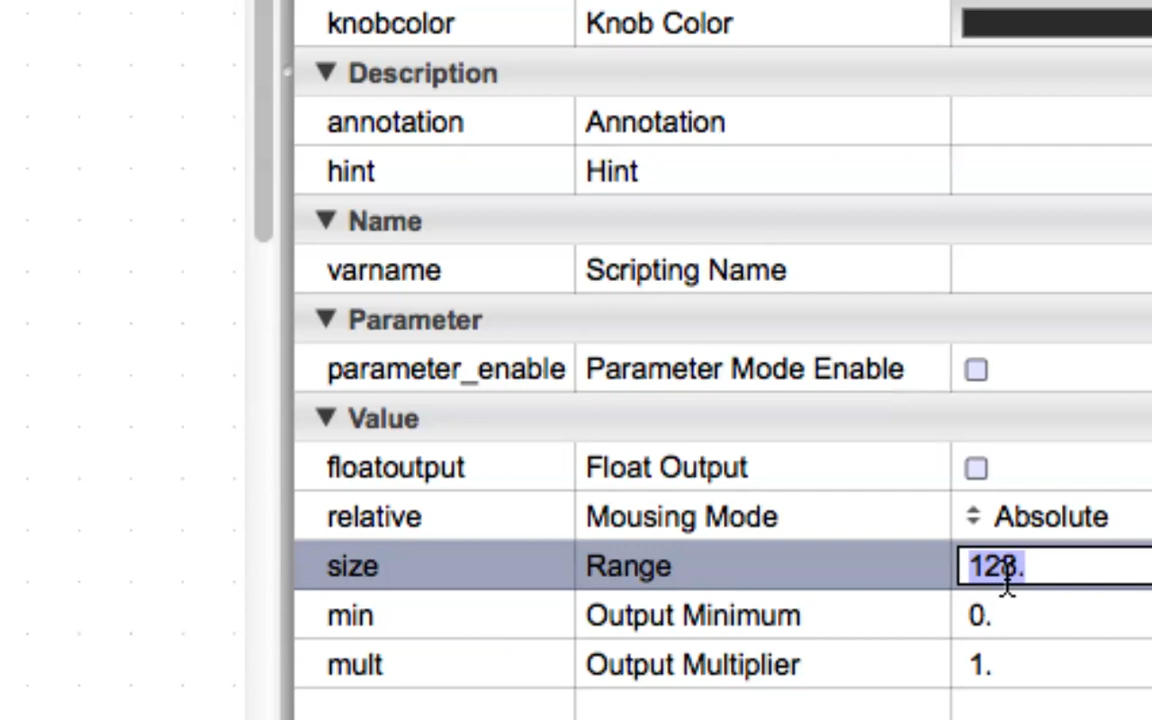 knobcolor Knob Color
▼ Description
annotation Annotation
hint Hint
▼ Name
varname Scripting Name
▼ Parameter
parameter_enable Parameter Mode Enable
▼ Value
floatoutput Float Output
relative Mousing Mode Absolute
size Range 128.
min Output Minimum 0.
mult Output Multiplier 1.